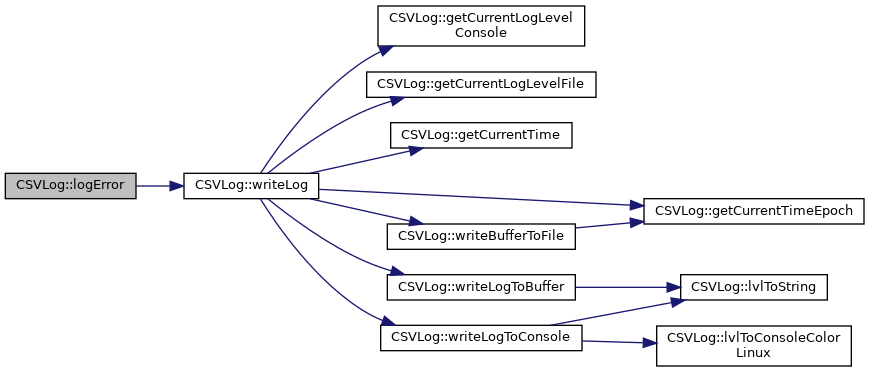 CSVLog::logError
CSVLog::writeLog
CSVLog::getCurrentLogLevel
Console
CSVLog::getCurrentLogLevelFile
CSVLog::getCurrentTime
CSVLog::getCurrentTimeEpoch
CSVLog::writeBufferToFile
CSVLog::writeLogToBuffer
CSVLog::lvlToString
CSVLog::writeLogToConsole
CSVLog::lvlToConsoleColor
Linux